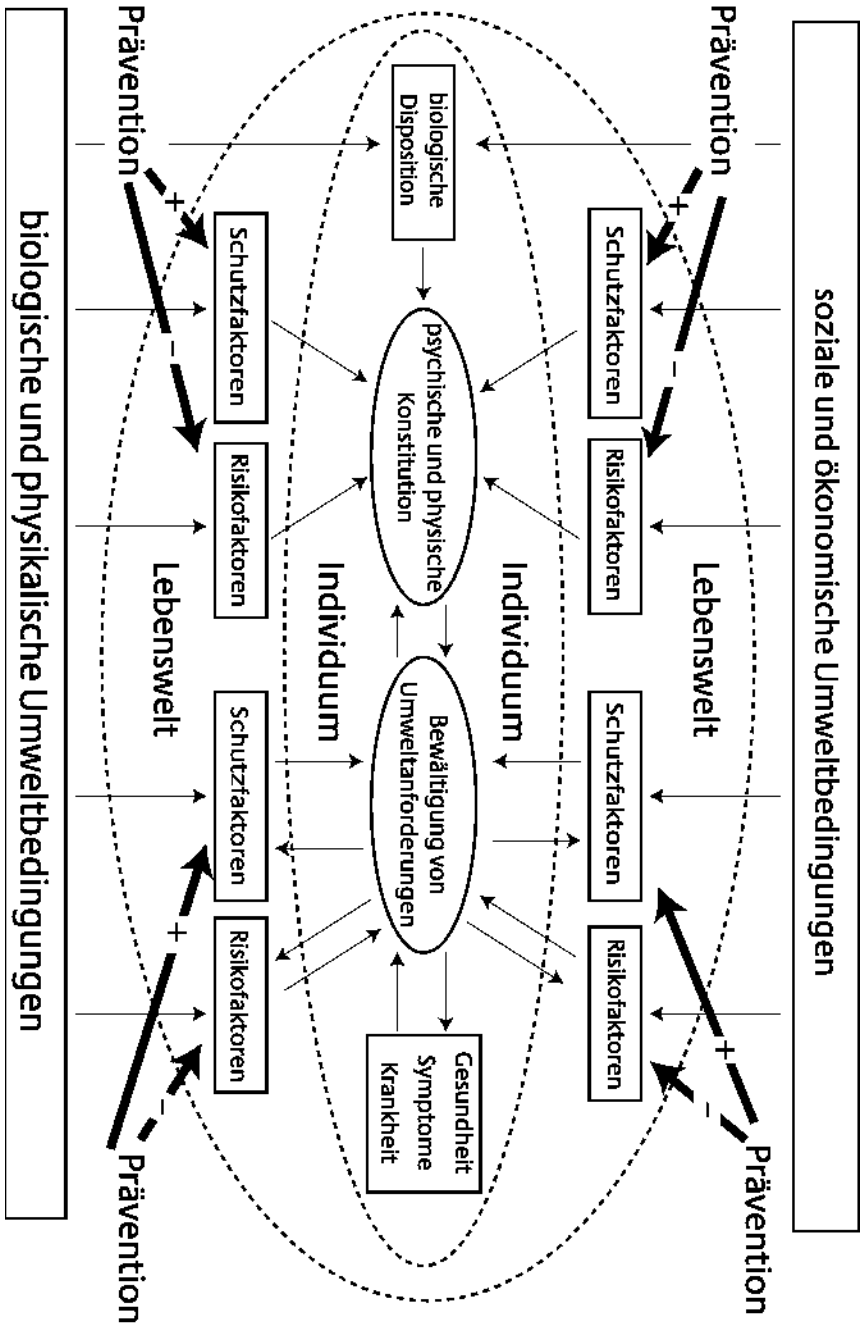 soziale und ökonomische Umweltbedingungen
Prävention
Prävention
Lebenswelt
+
–
+
–
Schutzfaktoren
Risikofaktoren
Schutzfaktoren
Risikofaktoren
Individuum
biologische
Disposition
psychische und physische
Konstitution
Bewältigung von
Umweltanforderungen
Gesundheit
Symptome
Krankheit
Individuum
Schutzfaktoren
Risikofaktoren
Schutzfaktoren
Risikofaktoren
+
–
+
–
Lebenswelt
Prävention
Prävention
biologische und physikalische Umweltbedingungen